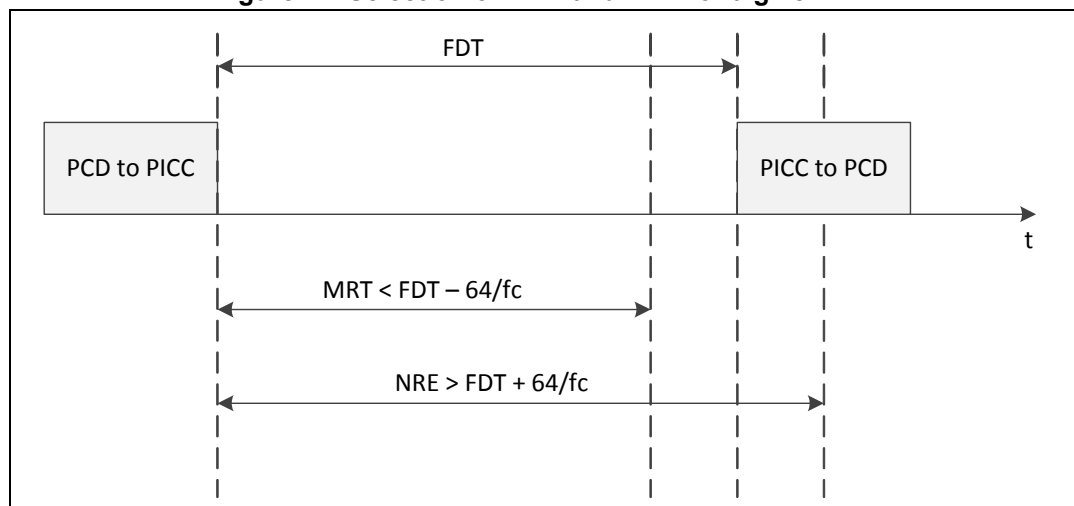 FDT
PCD to PICC
PICC to PCD
t
MRT < FDT – 64/fc
NRE > FDT + 64/fc